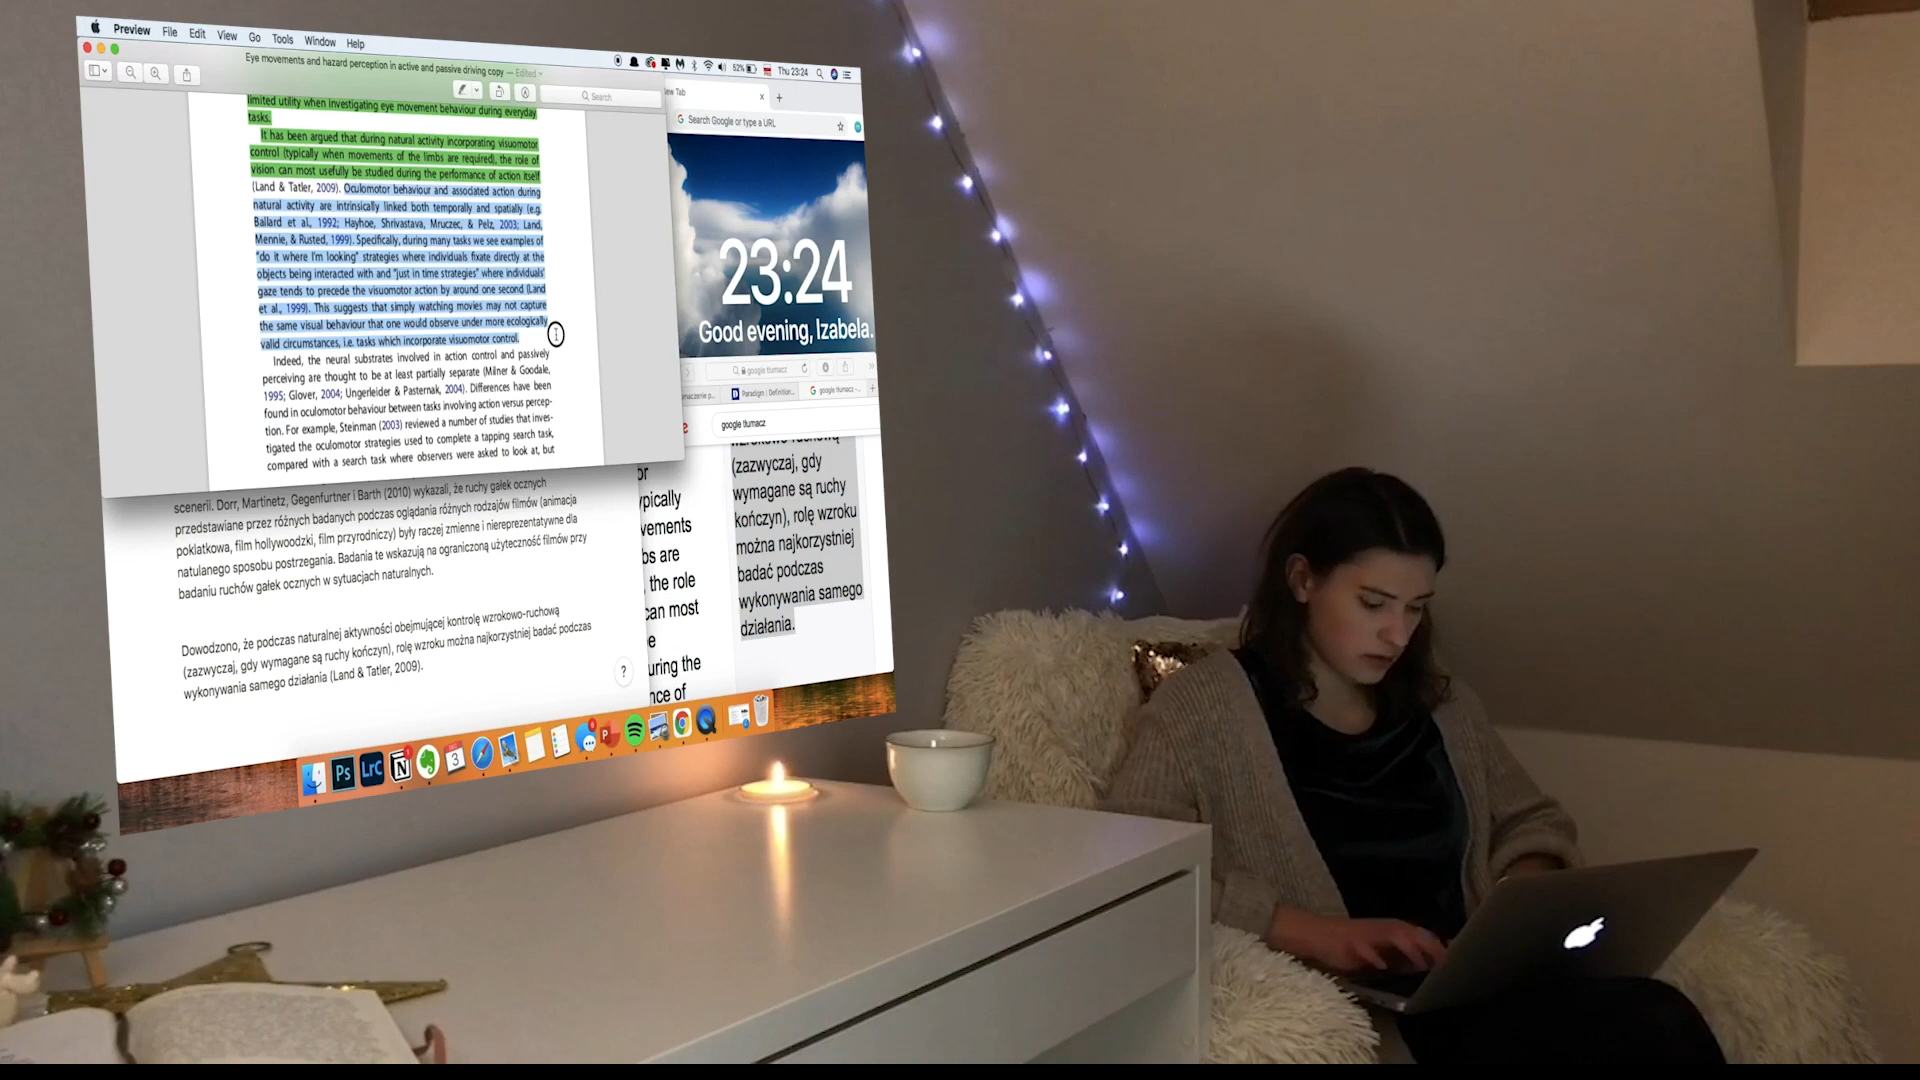 Preview File Edit View Go Tools Window Help
52% Thu 23:24
Eye movements and hazard perception in active and passive driving copy — Edited
Search
limited utility when investigating eye movement behaviour during everyday
tasks.
It has been argued that during natural activity incorporating visuomotor
control (typically when movements of the limbs are required), the role of
vision can most usefully be studied during the performance of action itself
(Land & Tatler, 2009). Oculomotor behaviour and associated action during
natural activity are intrinsically linked both temporally and spatially (e.g.
Ballard et al., 1992; Hayhoe, Shrivastava, Mruczec, & Pelz, 2003; Land,
Mennie, & Rusted, 1999). Specifically, during many tasks we see examples of
"do it where I'm looking" strategies where individuals fixate directly at the
objects being interacted with and "just in time strategies" where individuals'
gaze tends to precede the visuomotor action by around one second (Land
et al., 1999). This suggests that simply watching movies may not capture
the same visual behaviour that one would observe under more ecologically
valid circumstances, i.e. tasks which incorporate visuomotor control.
Indeed, the neural substrates involved in action control and passively
perceiving are thought to be at least partially separate (Milner & Goodale,
1995; Glover, 2004; Ungerleider & Pasternak, 2004). Differences have been
found in oculomotor behaviour between tasks involving action versus percep-
tion. For example, Steinman (2003) reviewed a number of studies that inves-
tigated the oculomotor strategies used to complete a tapping search task,
compared with a search task where observers were asked to look at, but
Tab
Search Google or type a URL
23:24
Good evening, Izabela.
google tłumacz
Paradigm | Definition...
google tłumacz -...
google tłumacz
scenerii. Dorr, Martinetz, Gegenfurtner i Barth (2010) wykazali, że ruchy gałek ocznych
przedstawiane przez różnych badanych podczas oglądania różnych rodzajów filmów (animacja
poklatkowa, film hollywoodzki, film przyrodniczy) były raczej zmienne i niereprezentatywne dla
natulanego sposobu postrzegania. Badania te wskazują na ograniczoną użyteczność filmów przy
badaniu ruchów gałek ocznych w sytuacjach naturalnych.
Dowodzono, że podczas naturalnej aktywności obejmującej kontrolę wzrokowo-ruchową
(zazwyczaj, gdy wymagane są ruchy kończyn), rolę wzroku można najkorzystniej badać podczas
wykonywania samego działania (Land & Tatler, 2009).
?
or
ypically
vements
bs are
, the role
can most
e
uring the
nce of
wzrokowo-ruchową
(zazwyczaj, gdy
wymagane są ruchy
kończyn), rolę wzroku
można najkorzystniej
badać podczas
wykonywania samego
działania.
Ps LrC N 3